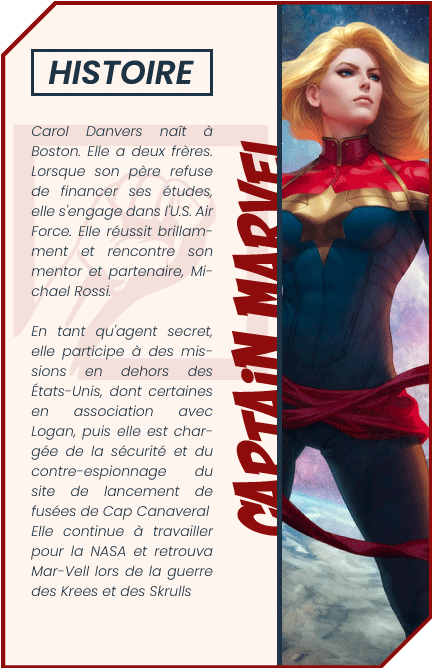 HISTOIRE
Carol Danvers naît à
Boston. Elle a deux frères.
Lorsque son père refuse
de financer ses études,
elle s'engage dans l'U.S. Air
Force. Elle réussit brillam-
ment et rencontre son
mentor et partenaire, Mi-
chael Rossi.
En tant qu'agent secret,
elle participe à des mis-
sions en dehors des
États-Unis, dont certaines
en association avec
Logan, puis elle est char-
gée de la sécurité et du
contre-espionnage du
site de lancement de
fusées de Cap Canaveral
Elle continue à travailler
pour la NASA et retrouva
Mar-Vell lors de la guerre
des Krees et des Skrulls
CAPTAiN MARVEL